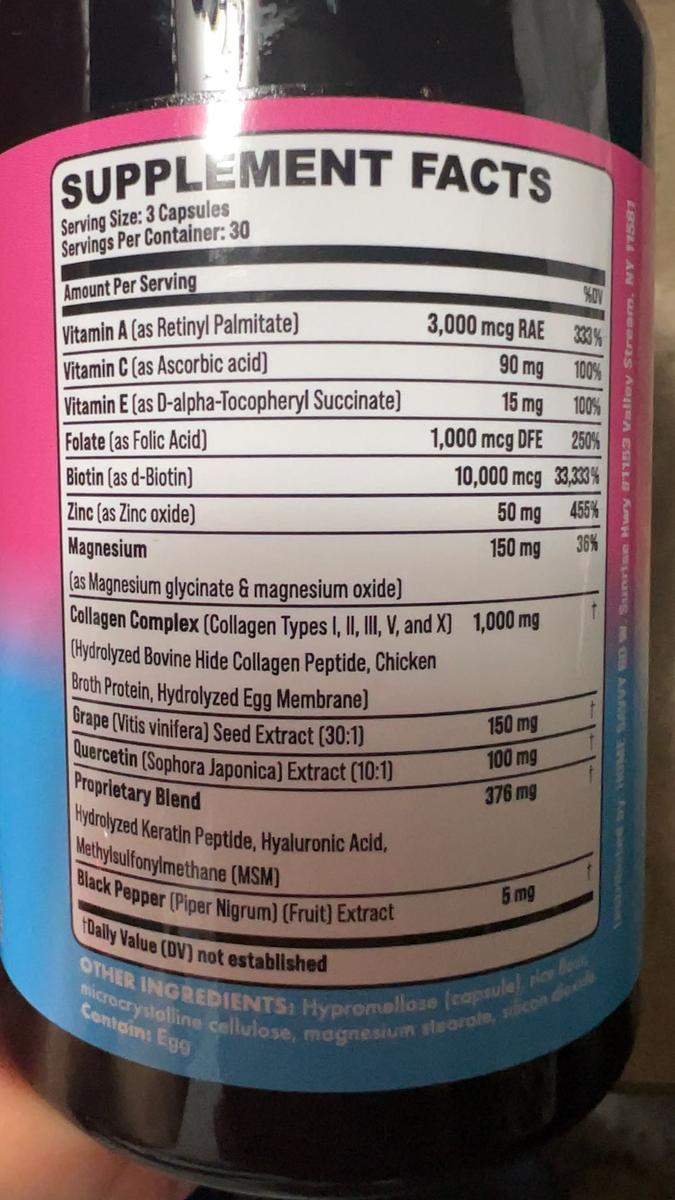 SUPPLEMENT FACTS
Serving Size: 3 Capsules
Servings Per Container: 30
Amount Per Serving %DV
Vitamin A (as Retinyl Palmitate) 3,000 mcg RAE 333%
Vitamin C (as Ascorbic acid) 90 mg 100%
Vitamin E (as D-alpha-Tocopheryl Succinate) 15 mg 100%
Folate (as Folic Acid) 1,000 mcg DFE 250%
Biotin (as d-Biotin) 10,000 mcg 33,333%
Zinc (as Zinc oxide) 50 mg 455%
Magnesium 150 mg 36%
(as Magnesium glycinate & magnesium oxide)
Collagen Complex (Collagen Types I, II, III, V, and X) 1,000 mg †
(Hydrolyzed Bovine Hide Collagen Peptide, Chicken
Broth Protein, Hydrolyzed Egg Membrane)
Grape (Vitis vinifera) Seed Extract (30:1) 150 mg †
Quercetin (Sophora Japonica) Extract (10:1) 100 mg †
Proprietary Blend 376 mg †
Hydrolyzed Keratin Peptide, Hyaluronic Acid,
Methylsulfonylmethane (MSM)
Black Pepper (Piper Nigrum) (Fruit) Extract 5 mg †
†Daily Value (DV) not established
OTHER INGREDIENTS: Hypromellose (capsule), rice flour,
microcrystalline cellulose, magnesium stearate, silicon dioxide
Contain: Egg
Distributed by HOME SAVVY 80 W. Sunrise Hwy #1153 Valley Stream, NY 11581